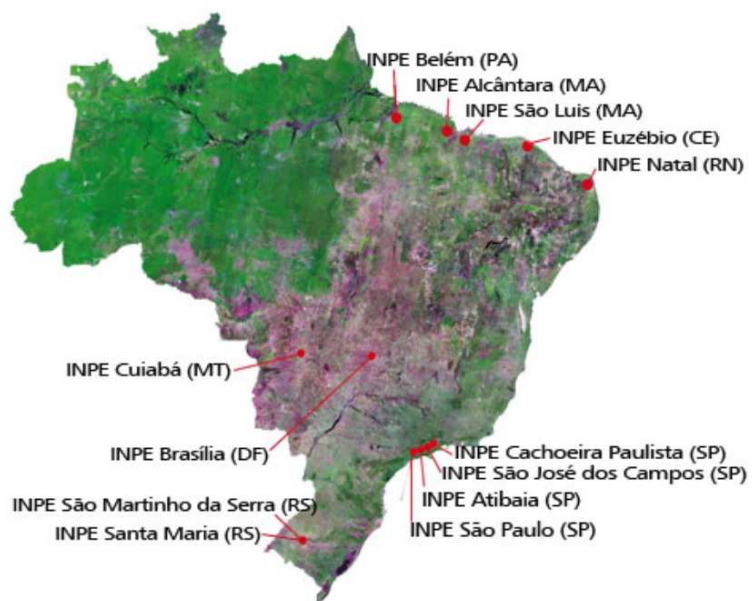 INPE Belém (PA)
INPE Alcântara (MA)
INPE São Luis (MA)
INPE Euzébio (CE)
INPE Natal (RN)
INPE Cuiabá (MT)
INPE Brasília (DF)
INPE Cachoeira Paulista (SP)
INPE São José dos Campos (SP)
INPE Atibaia (SP)
INPE São Paulo (SP)
INPE São Martinho da Serra (RS)
INPE Santa Maria (RS)